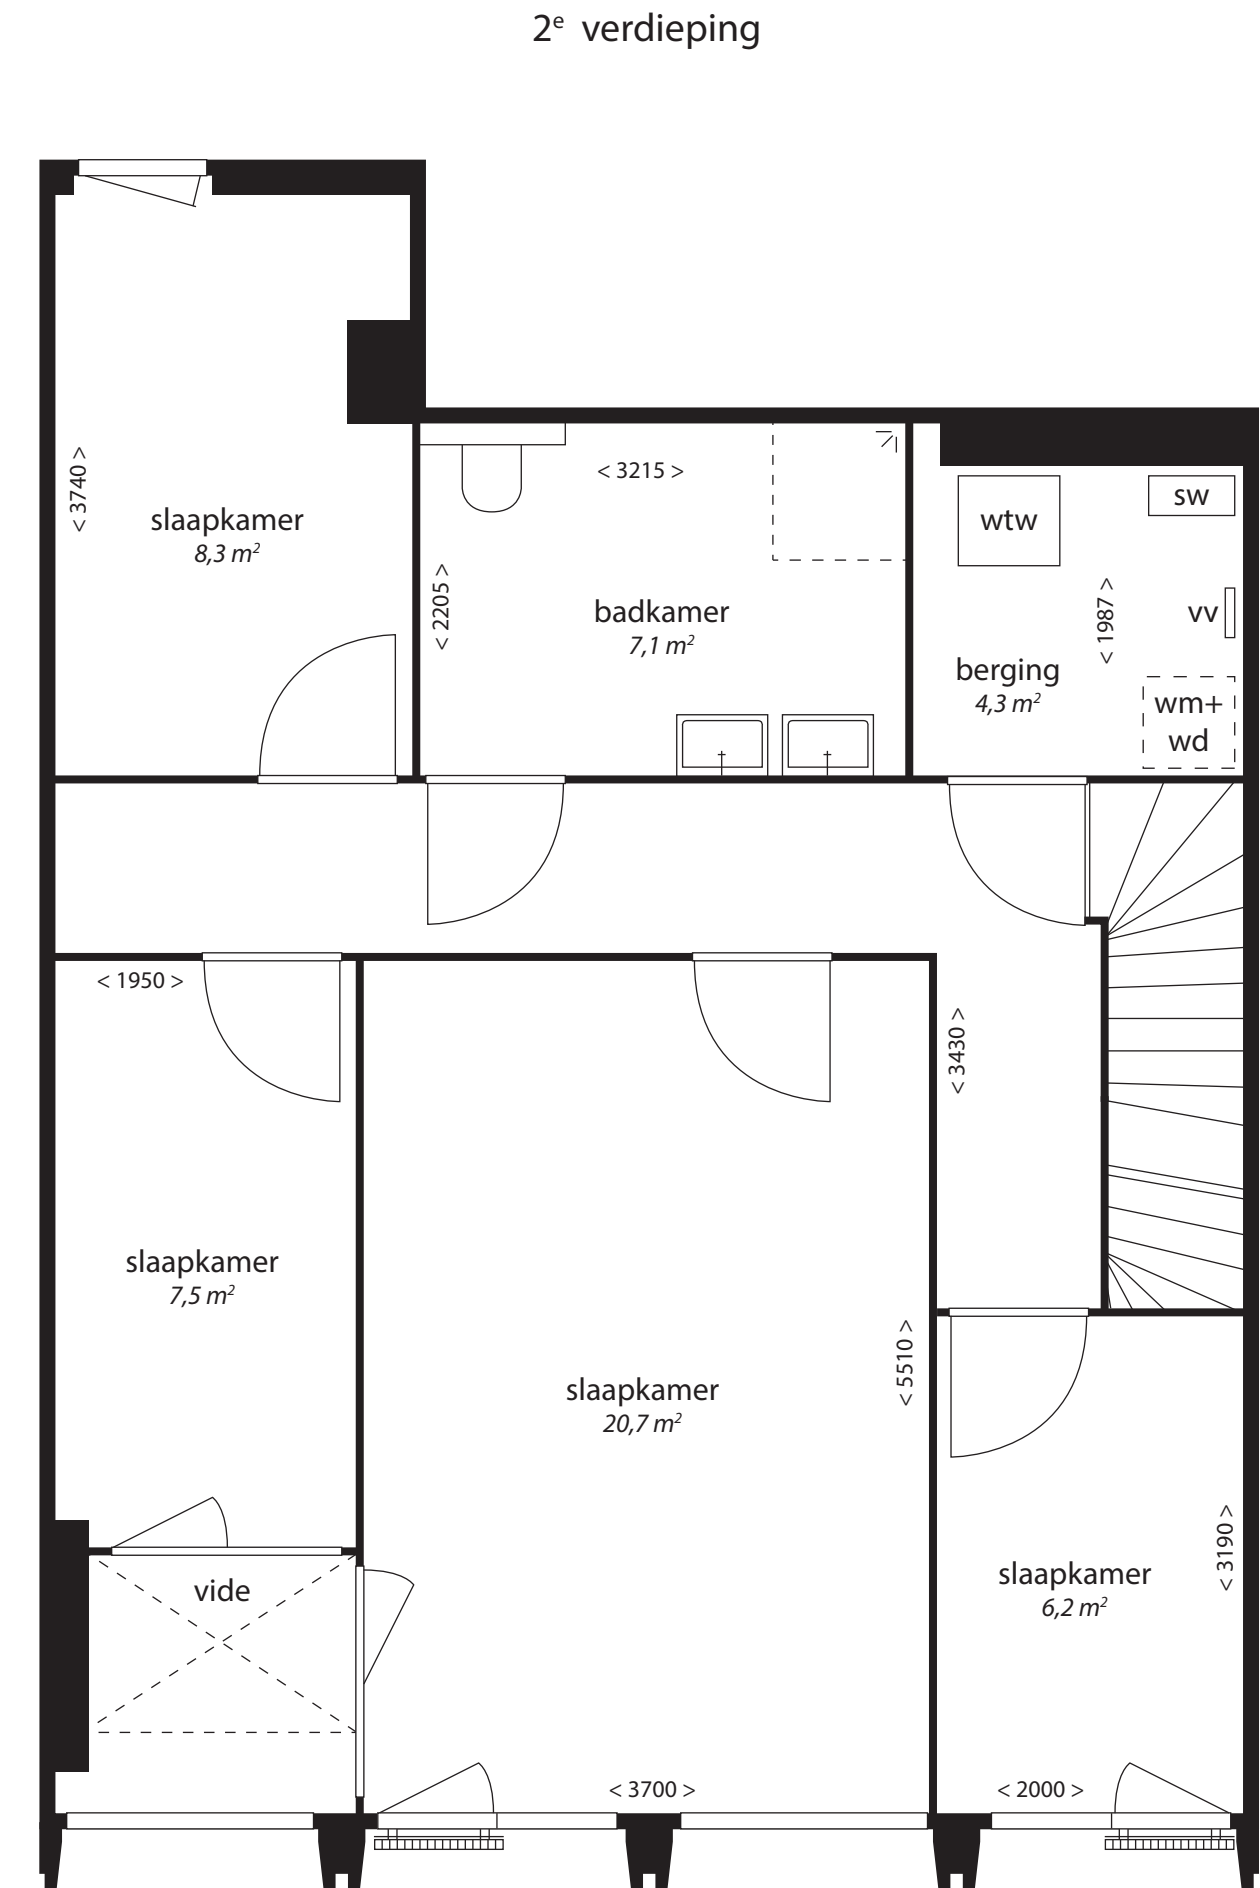 2e verdieping
< 3740 >
slaapkamer
8,3 m2
< 3215 >
< 2205 >
badkamer
7,1 m2
wtw
sw
< 1987 >
vv
berging
4,3 m2
wm+
wd
< 1950 >
< 3430 >
slaapkamer
7,5 m2
slaapkamer
20,7 m2
< 5510 >
vide
slaapkamer
6,2 m2
< 3190 >
< 3700 >
< 2000 >